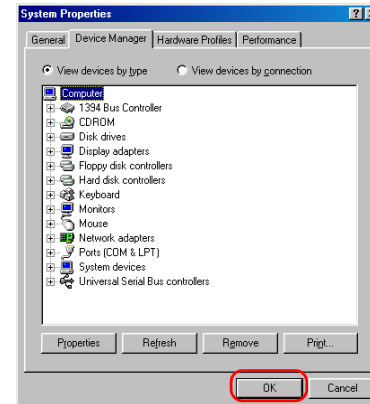 System Properties
General Device Manager Hardware Profiles Performance
View devices by type View devices by connection
Computer
1394 Bus Controller
CDROM
Disk drives
Display adapters
Floppy disk controllers
Hard disk controllers
Keyboard
Monitors
Mouse
Network adapters
Ports (COM & LPT)
System devices
Universal Serial Bus controllers
Properties Refresh Remove Print...
OK Cancel